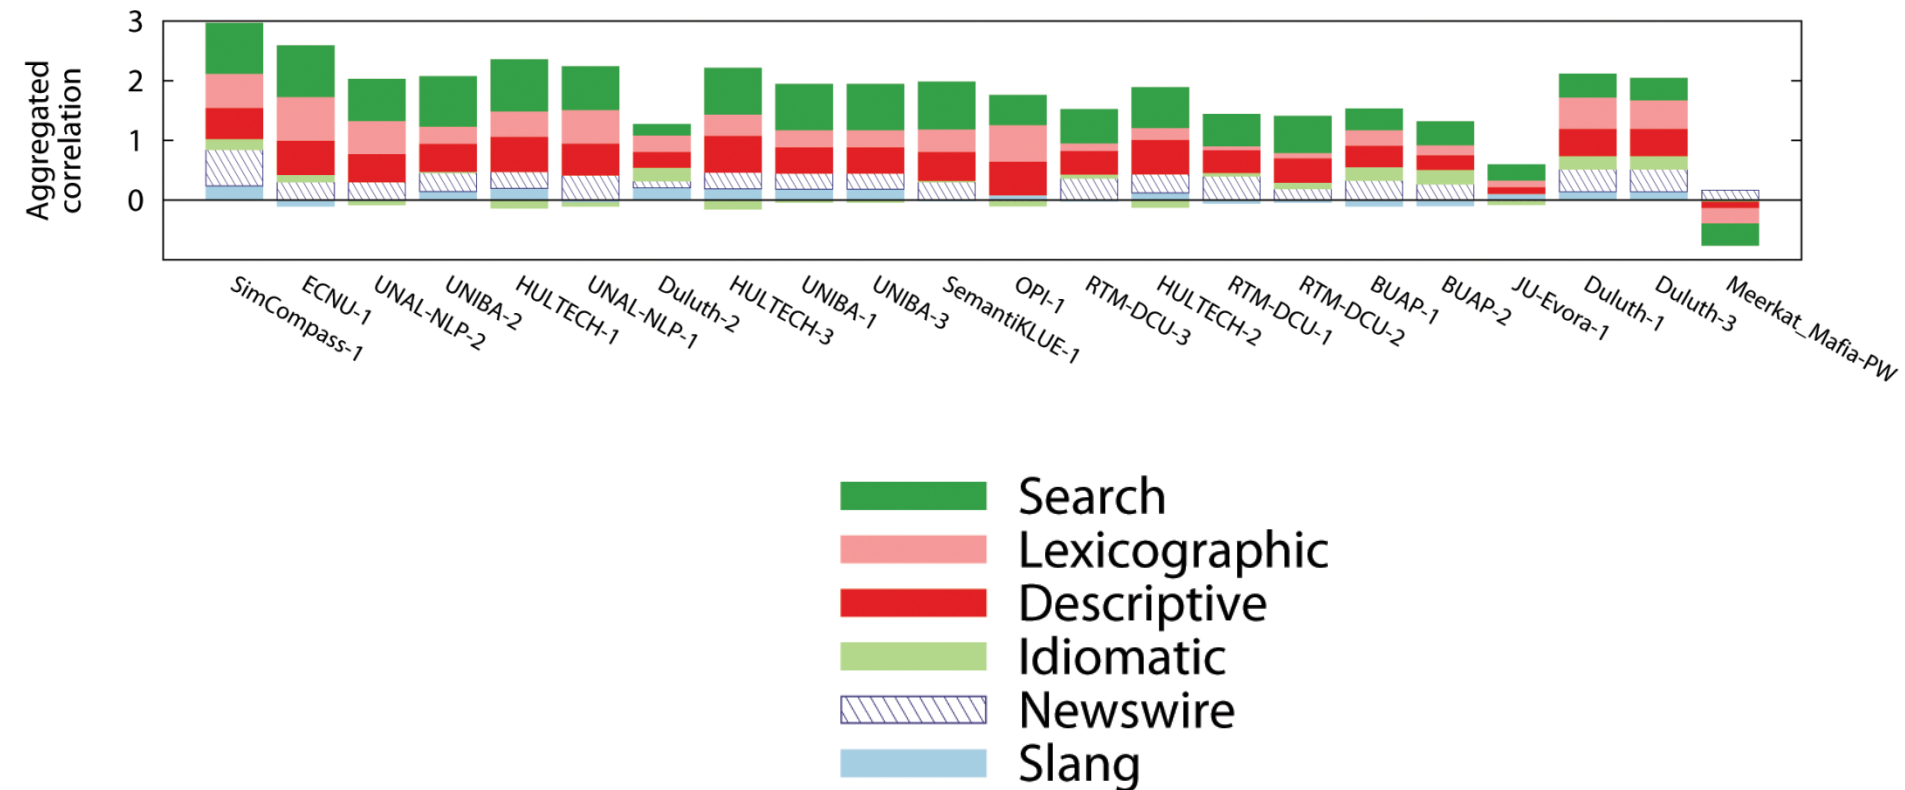 Aggregated
correlation
3
2
1
0
SimCompass-1
ECNU-1
UNAL-NLP-2
UNIBA-2
HULTECH-1
UNAL-NLP-1
Duluth-2
HULTECH-3
UNIBA-1
UNIBA-3
SemantiKLUE-1
OPI-1
RTM-DCU-3
HULTECH-2
RTM-DCU-1
RTM-DCU-2
BUAP-1
BUAP-2
JU-Evora-1
Duluth-1
Duluth-3
Meerkat_Mafia-PW
Search
Lexicographic
Descriptive
Idiomatic
Newswire
Slang